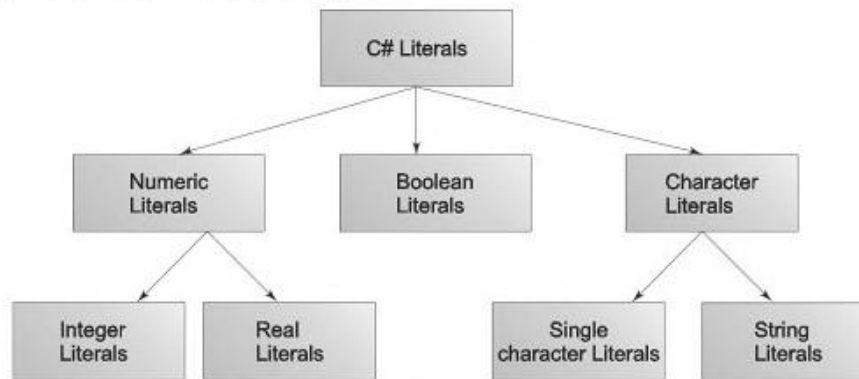 C# Literals
Numeric
Literals
Boolean
Literals
Character
Literals
Integer
Literals
Real
Literals
Single
character Literals
String
Literals